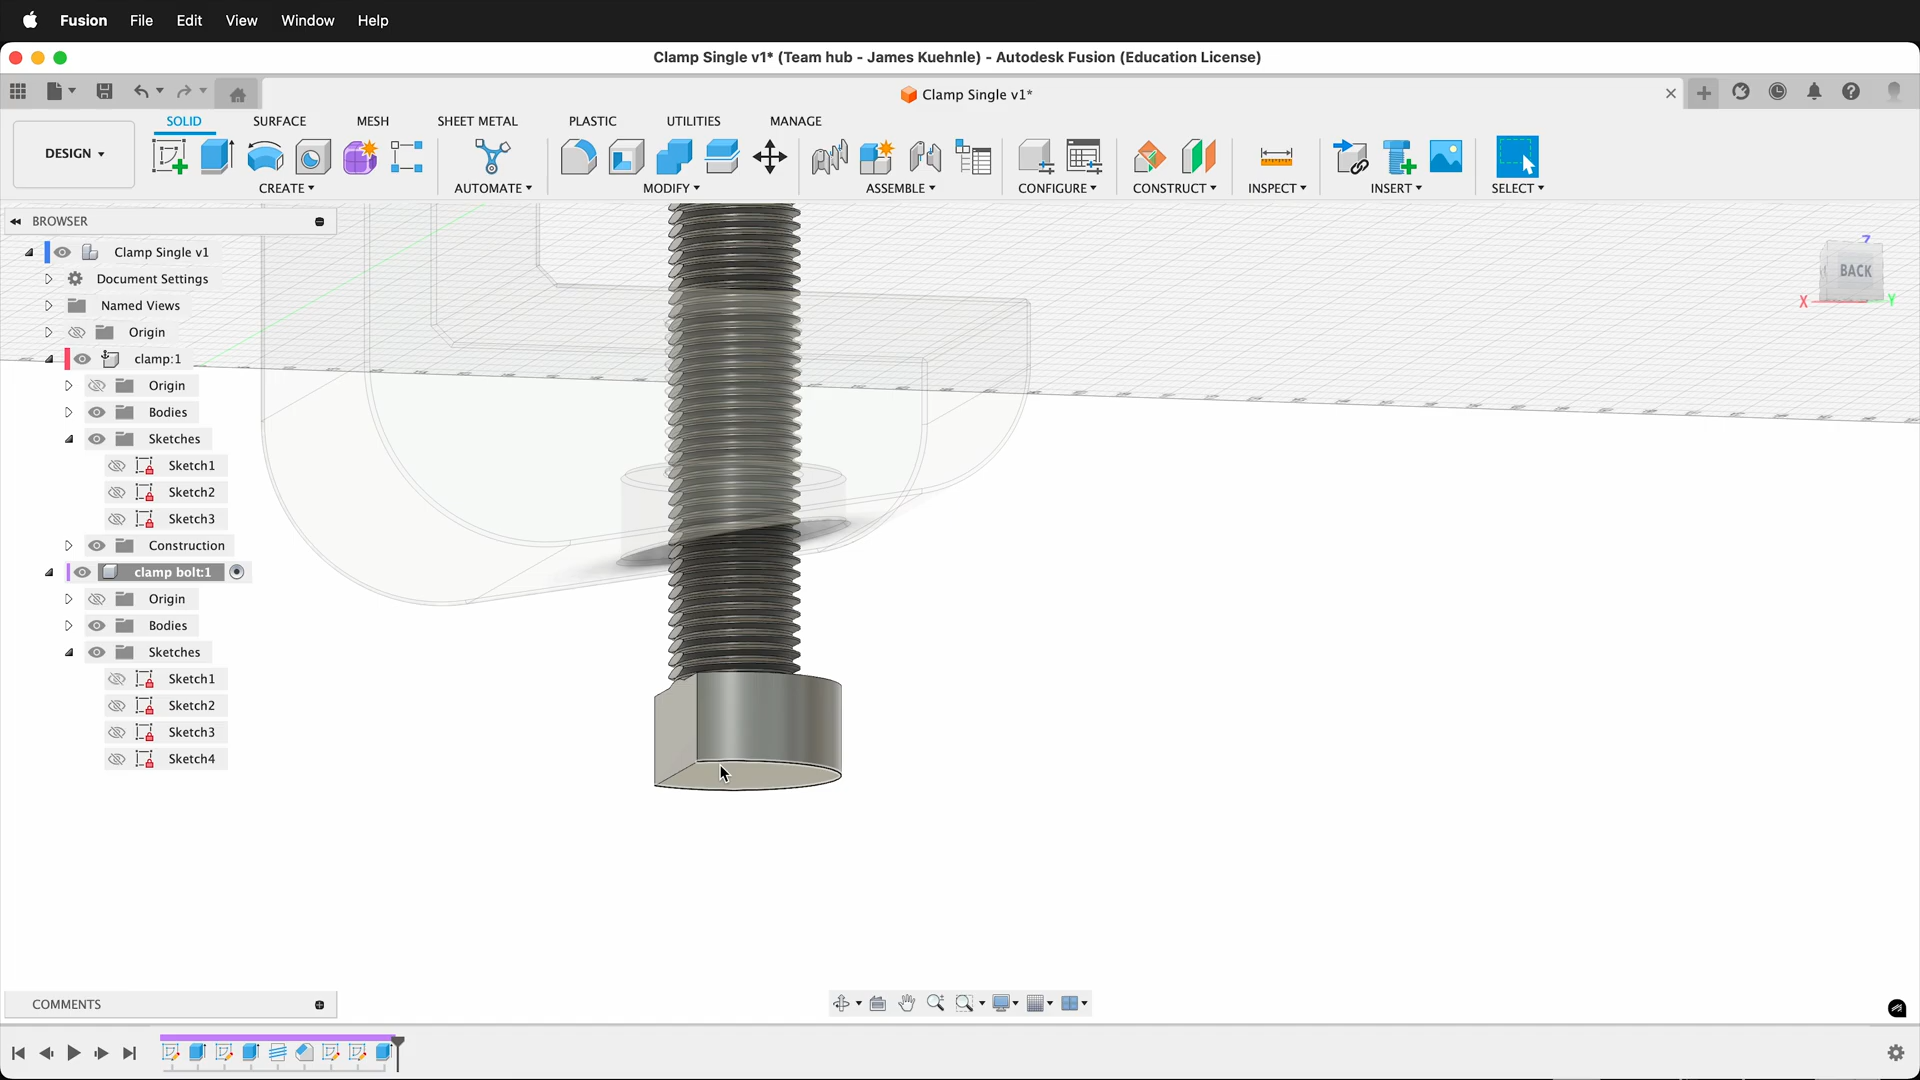 Fusion File Edit View Window Help
Clamp Single v1* (Team hub - James Kuehnle) - Autodesk Fusion (Education License)
Clamp Single v1*
SOLID SURFACE MESH SHEET METAL PLASTIC UTILITIES MANAGE
DESIGN
CREATE AUTOMATE MODIFY ASSEMBLE CONFIGURE CONSTRUCT INSPECT INSERT SELECT
BROWSER
Clamp Single v1
Document Settings
Named Views
Origin
clamp:1
Origin
Bodies
Sketches
Sketch1
Sketch2
Sketch3
Construction
clamp bolt:1
Origin
Bodies
Sketches
Sketch1
Sketch2
Sketch3
Sketch4
Z
BACK
X Y
COMMENTS